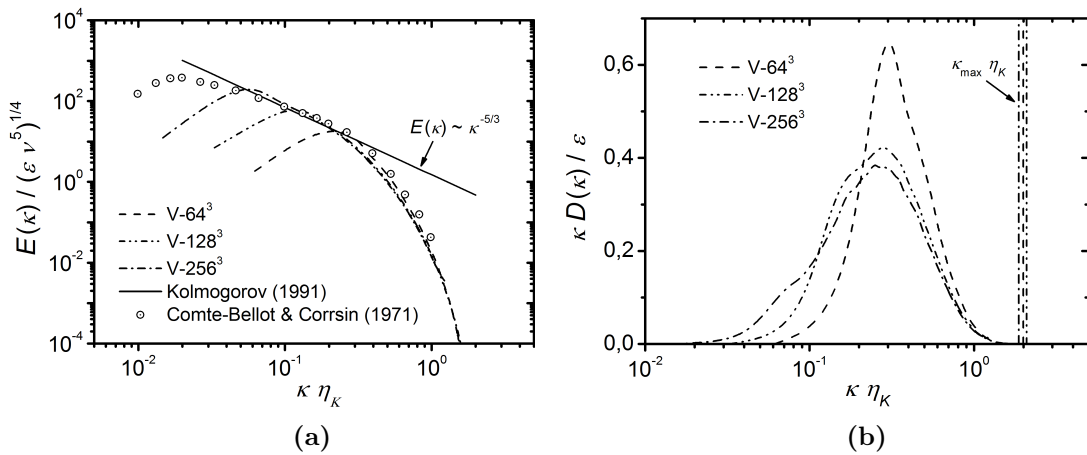 10^4
10^2
10^0
10^-2
10^-4
E(κ) / (ε ν^5)^1/4
E(κ) ~ κ^-5/3
V-64^3
V-128^3
V-256^3
Kolmogorov (1991)
Comte-Bellot & Corrsin (1971)
10^-2
10^-1
10^0
κ η_K
(a)
0,6
0,4
0,2
0,0
κ D(κ) / ε
V-64^3
V-128^3
V-256^3
κ_max η_K
10^-2
10^-1
10^0
κ η_K
(b)